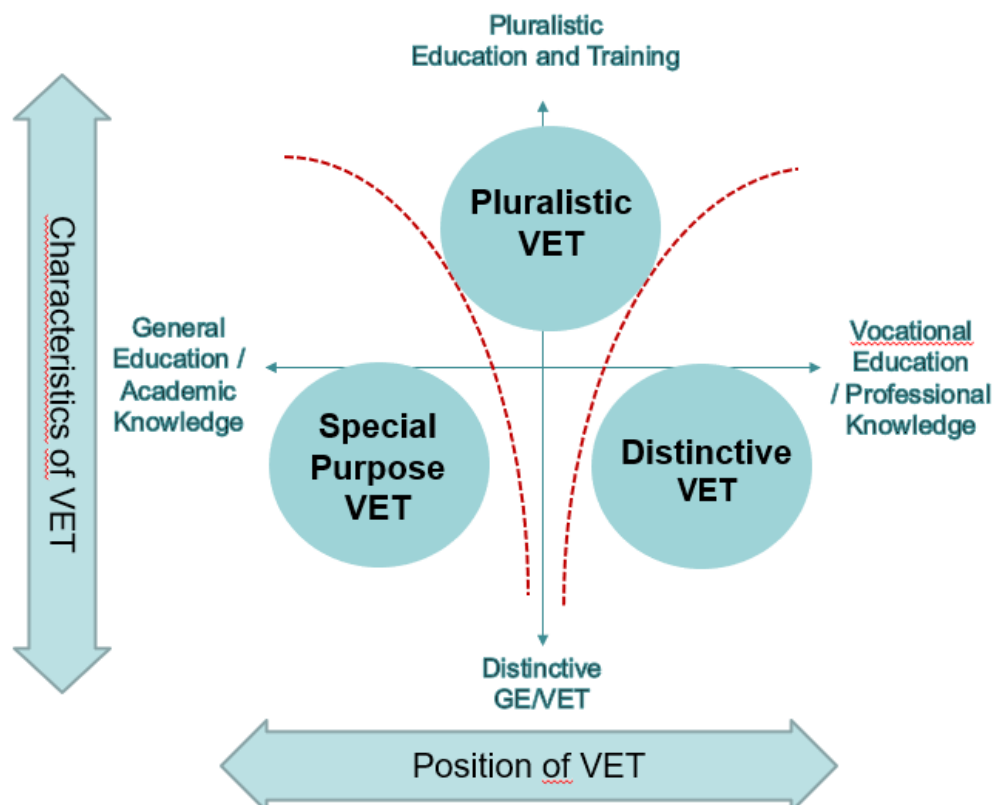 Pluralistic
Education and Training
Pluralistic
VET
Characteristics of VET
General
Education /
Academic
Knowledge
Vocational
Education
/ Professional
Knowledge
Special
Purpose
VET
Distinctive
VET
Distinctive
GE/VET
Position of VET